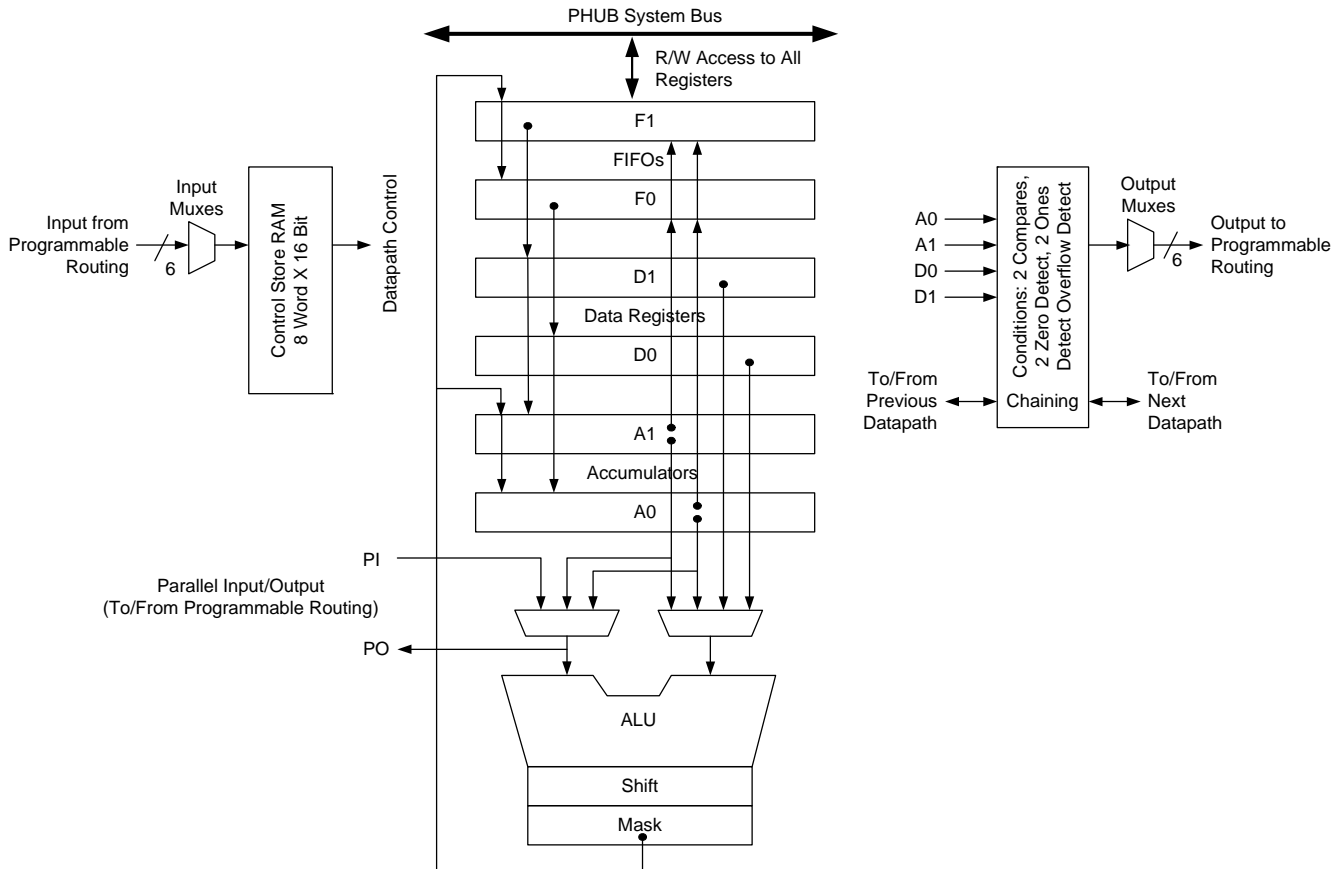 PHUB System Bus
R/W Access to All
Registers
F1
FIFOs
F0
D1
Data Registers
D0
A1
Accumulators
A0
Input from
Programmable
Routing
6
Input
Muxes
Control Store RAM
8 Word X 16 Bit
Datapath Control
A0
A1
D0
D1
Conditions: 2 Compares,
2 Zero Detect, 2 Ones
Detect Overflow Detect
Output
Muxes
6
Output to
Programmable
Routing
To/From
Previous
Datapath
Chaining
To/From
Next
Datapath
PI
Parallel Input/Output
(To/From Programmable Routing)
PO
ALU
Shift
Mask